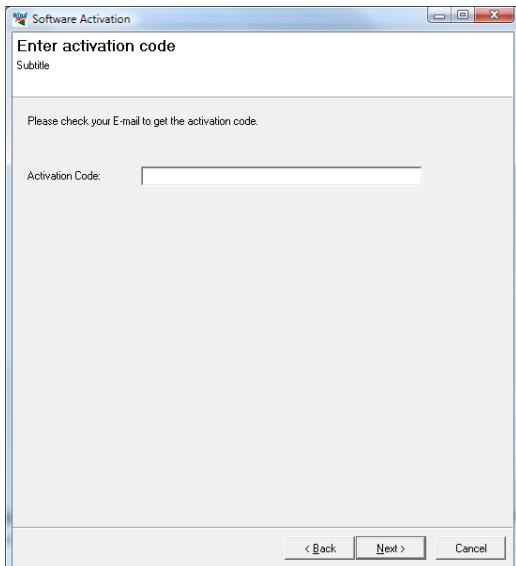 Wind
Software Activation
Enter activation code
Subtitle
Please check your E-mail to get the activation code.
Activation Code:
< Back
Next >
Cancel